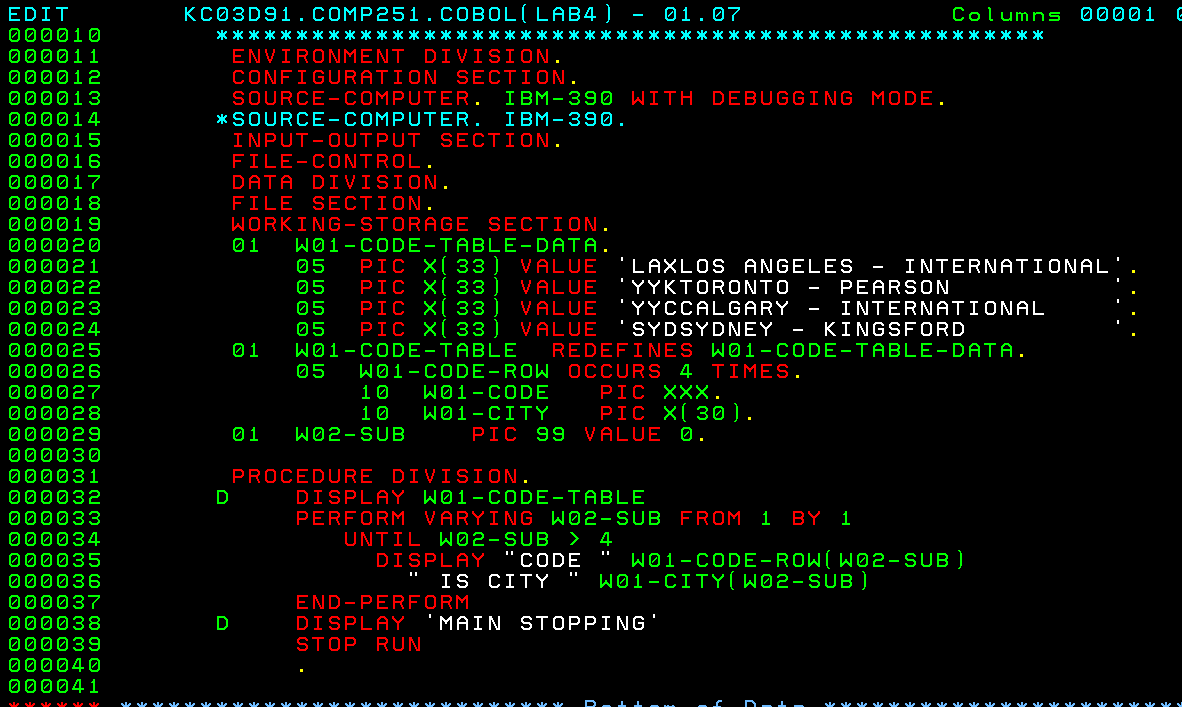 EDIT       KC03D91.COMP251.COBOL(LAB4) - 01.07             Columns 00001 0
000010       ****************************************************
000011        ENVIRONMENT DIVISION.
000012        CONFIGURATION SECTION.
000013        SOURCE-COMPUTER. IBM-390 WITH DEBUGGING MODE.
000014       *SOURCE-COMPUTER. IBM-390.
000015        INPUT-OUTPUT SECTION.
000016        FILE-CONTROL.
000017        DATA DIVISION.
000018        FILE SECTION.
000019        WORKING-STORAGE SECTION.
000020        01  W01-CODE-TABLE-DATA.
000021            05  PIC X(33) VALUE 'LAXLOS ANGELES - INTERNATIONAL'.
000022            05  PIC X(33) VALUE 'YYKTORONTO - PEARSON          '.
000023            05  PIC X(33) VALUE 'YYCCALGARY - INTERNATIONAL    '.
000024            05  PIC X(33) VALUE 'SYDSYDNEY - KINGSFORD         '.
000025        01  W01-CODE-TABLE  REDEFINES W01-CODE-TABLE-DATA.
000026            05  W01-CODE-ROW OCCURS 4 TIMES.
000027                10  W01-CODE   PIC XXX.
000028                10  W01-CITY   PIC X(30).
000029        01  W02-SUB    PIC 99 VALUE 0.
000030
000031        PROCEDURE DIVISION.
000032       D    DISPLAY W01-CODE-TABLE
000033            PERFORM VARYING W02-SUB FROM 1 BY 1
000034               UNTIL W02-SUB > 4
000035                 DISPLAY "CODE " W01-CODE-ROW(W02-SUB)
000036                   " IS CITY " W01-CITY(W02-SUB)
000037            END-PERFORM
000038       D    DISPLAY 'MAIN STOPPING'
000039            STOP RUN
000040            .
000041
****** **************************** Bottom of Data ***********************